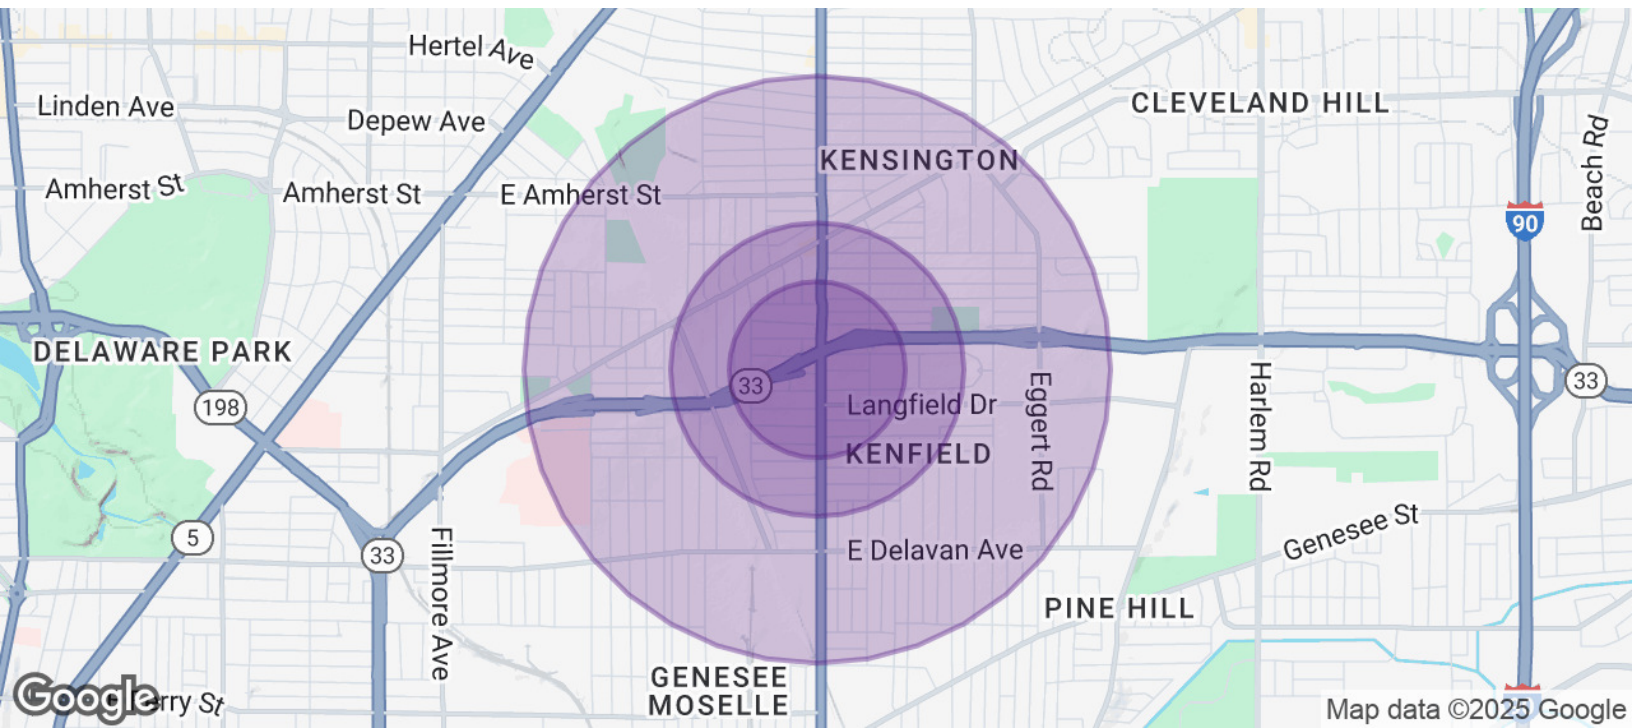 Hertel Ave
Linden Ave
Depew Ave
CLEVELAND HILL
Beach Rd
KENSINGTON
Amherst St
Amherst St
E Amherst St
90
DELAWARE PARK
33
33
198
Langfield Dr
Eggert Rd
Harlem Rd
KENFIELD
5
33
Fillmore Ave
E Delavan Ave
Genesee St
PINE HILL
GENESEE
MOSELLE
Google
Ferry St
Map data ©2025 Google